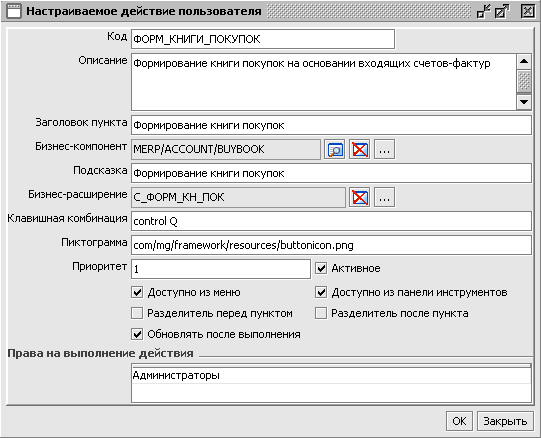 Настраиваемое действие пользователя
Код ФОРМ_КНИГИ_ПОКУПОК
Описание Формирование книги покупок на основании входящих счетов-фактур
Заголовок пункта Формирование книги покупок
Бизнес-компонент MERP/ACCOUNT/BUYBOOK ...
Подсказка Формирование книги покупок
Бизнес-расширение С_ФОРМ_КН_ПОК ...
Клавишная комбинация control Q
Пиктограмма com/mg/framework/resources/buttonicon.png
Приоритет 1 Активное
Доступно из меню Доступно из панели инструментов
Разделитель перед пунктом Разделитель после пункта
Обновлять после выполнения
Права на выполнение действия
Администраторы
OK Закрыть